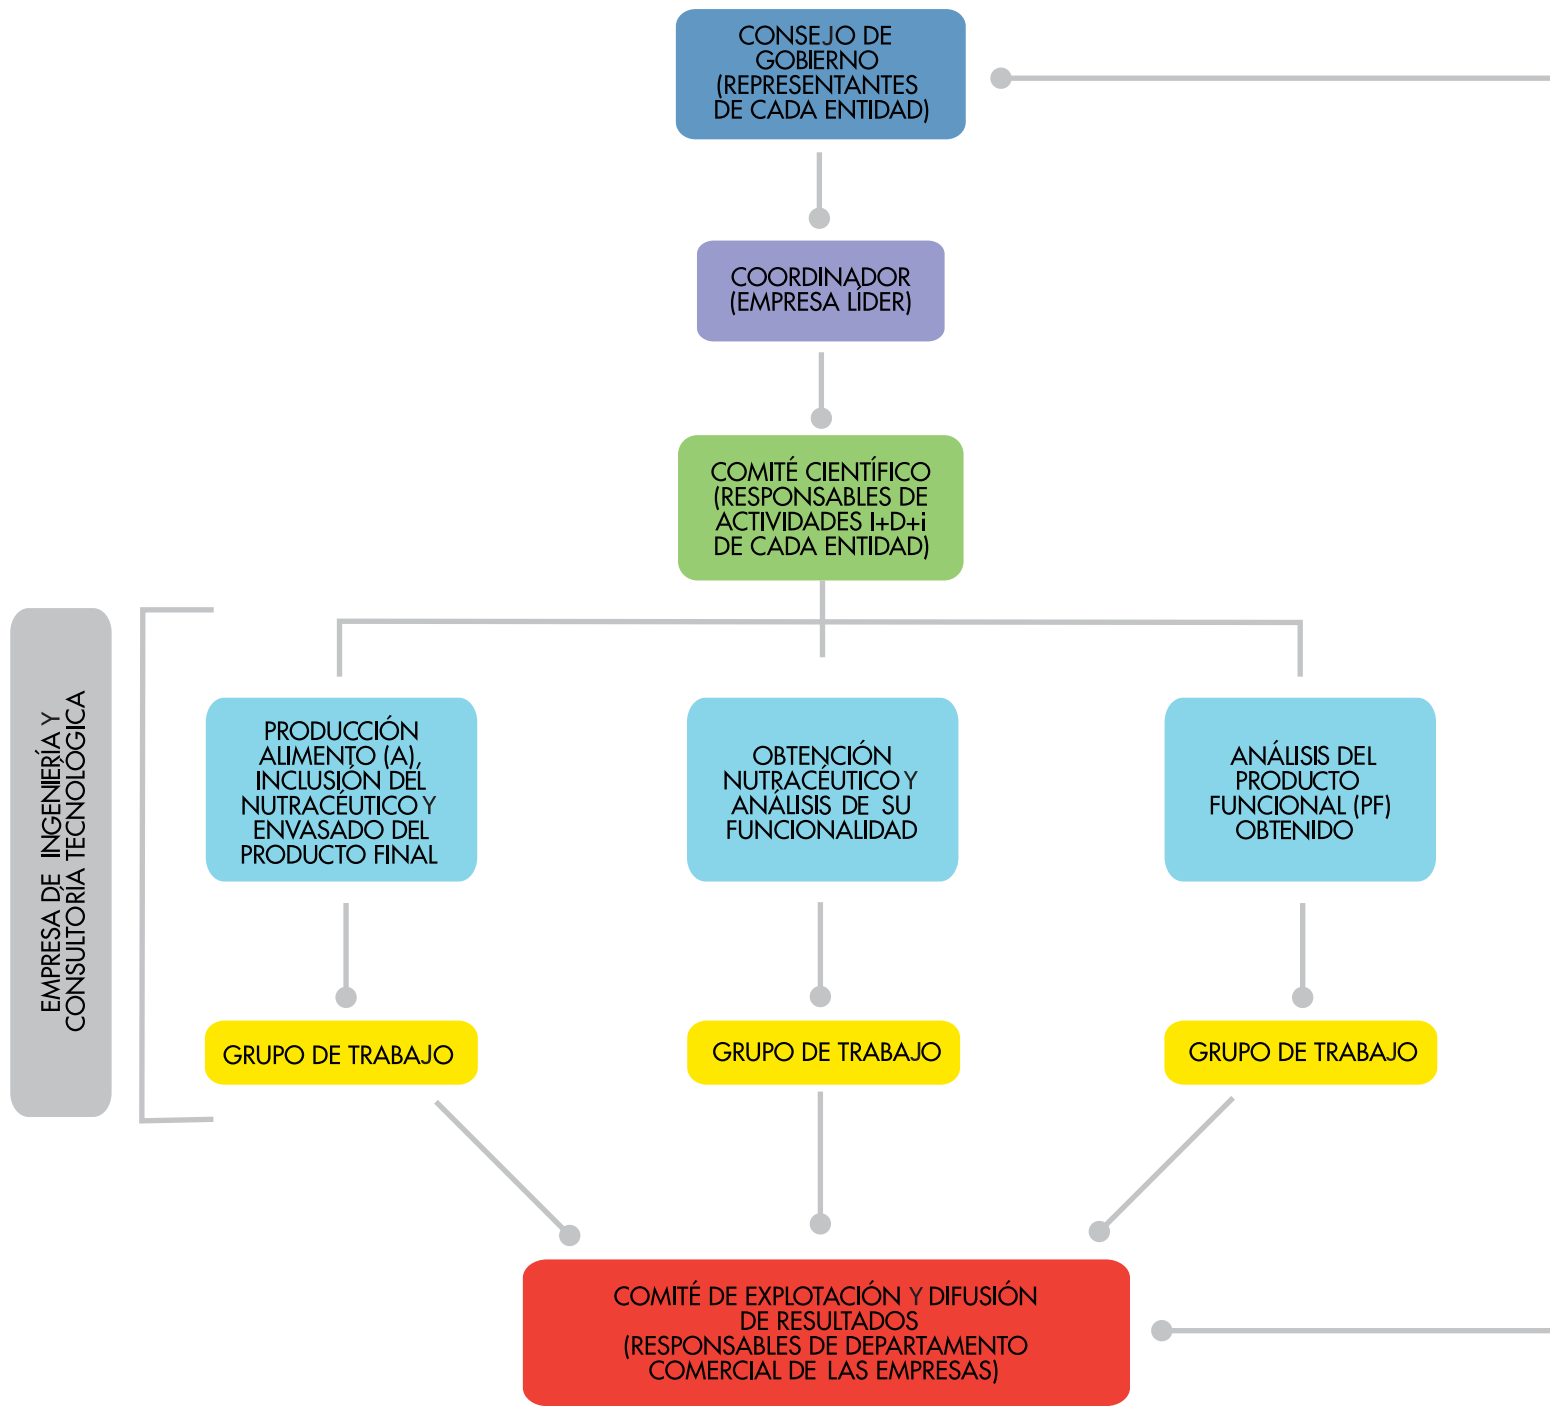 CONSEJO DE
GOBIERNO
(REPRESENTANTES
DE CADA ENTIDAD)
COORDINADOR
(EMPRESA LÍDER)
COMITÉ CIENTÍFICO
(RESPONSABLES DE
ACTIVIDADES I+D+i
DE CADA ENTIDAD)
EMPRESA DE INGENIERÍA Y
CONSULTORÍA TECNOLÓGICA
PRODUCCIÓN
ALIMENTO (A),
INCLUSIÓN DEL
NUTRACÉUTICO Y
ENVASADO DEL
PRODUCTO FINAL
OBTENCIÓN
NUTRACÉUTICO Y
ANÁLISIS DE SU
FUNCIONALIDAD
ANÁLISIS DEL
PRODUCTO
FUNCIONAL (PF)
OBTENIDO
GRUPO DE TRABAJO
GRUPO DE TRABAJO
GRUPO DE TRABAJO
COMITÉ DE EXPLOTACIÓN Y DIFUSIÓN
DE RESULTADOS
(RESPONSABLES DE DEPARTAMENTO
COMERCIAL DE LAS EMPRESAS)